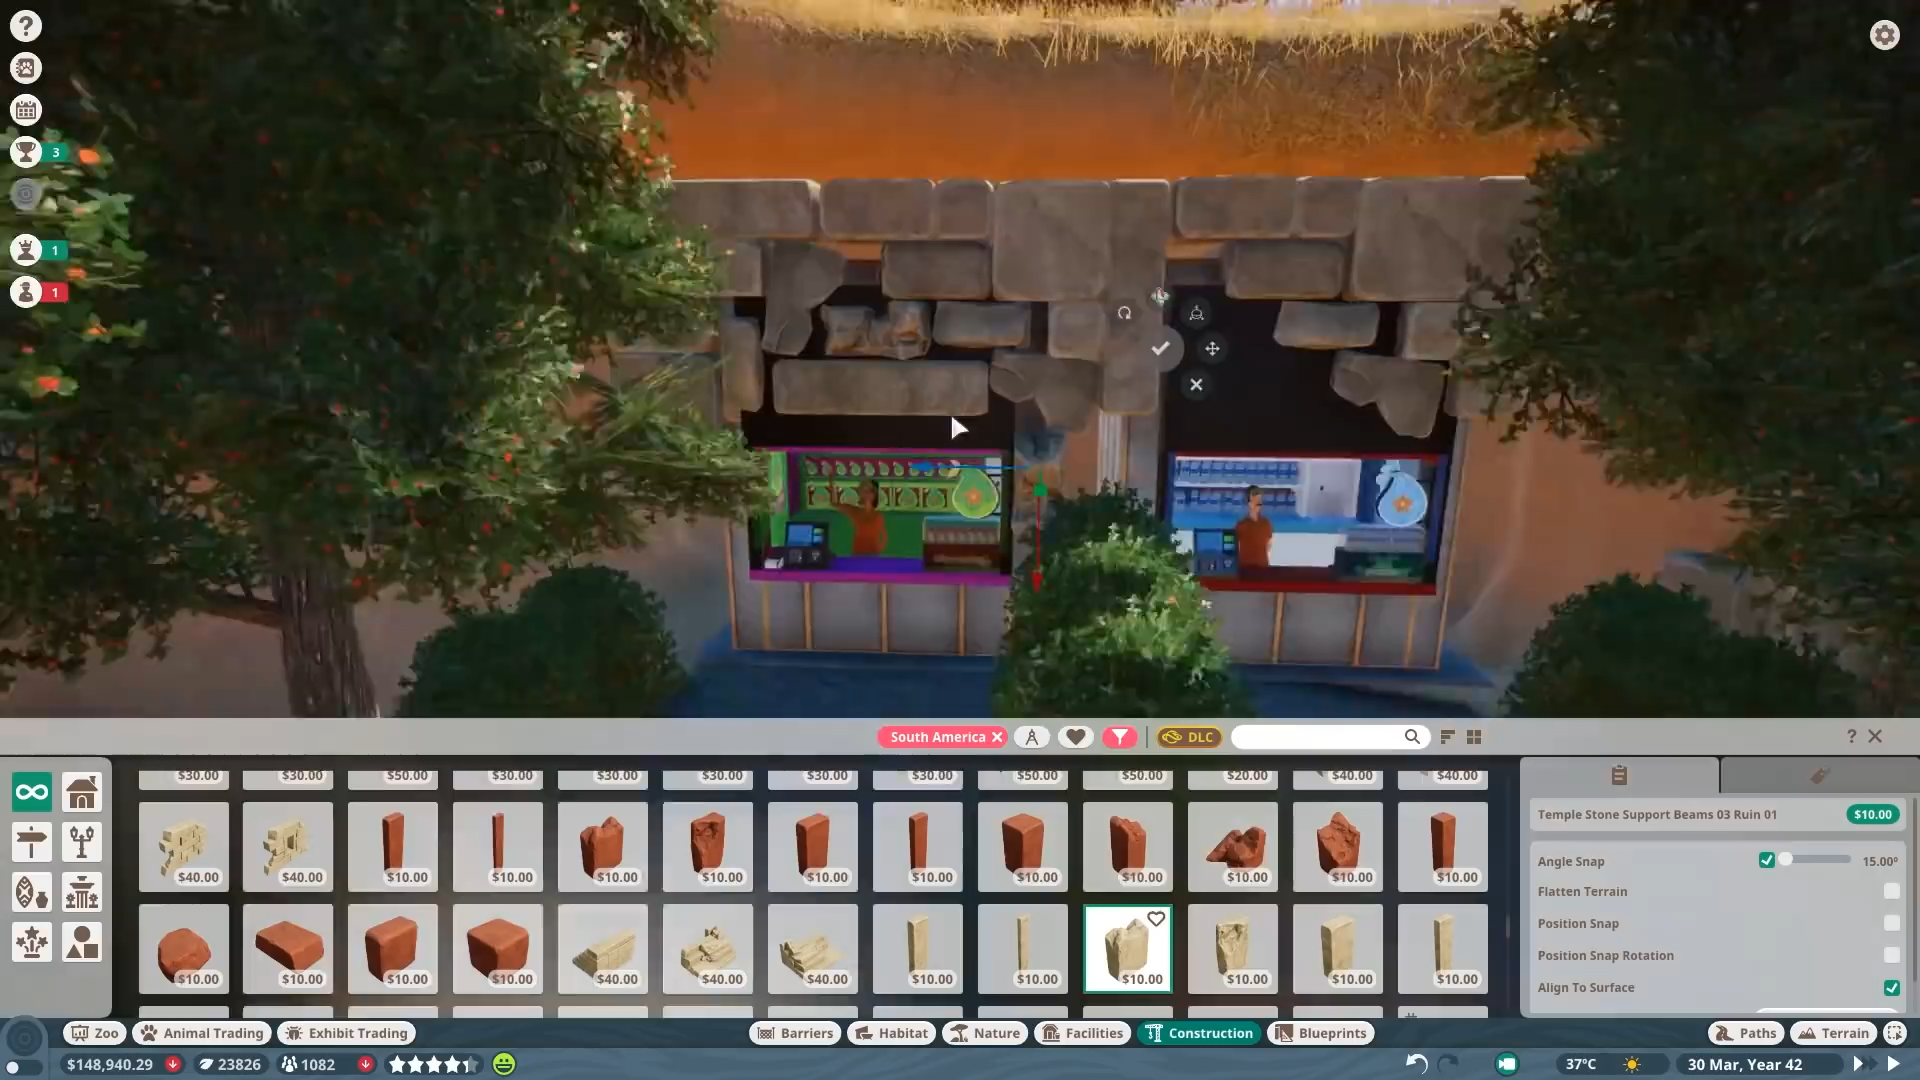 ?
3
1
1
South America ×
DLC
? ×
$30.00 $30.00 $50.00 $30.00 $30.00 $30.00 $30.00 $30.00 $50.00 $50.00 $20.00 $40.00 $40.00
$40.00 $40.00 $10.00 $10.00 $10.00 $10.00 $10.00 $10.00 $10.00 $10.00 $10.00 $10.00 $10.00
$10.00 $10.00 $10.00 $10.00 $40.00 $40.00 $40.00 $10.00 $10.00 $10.00 $10.00 $10.00 $10.00
Temple Stone Support Beams 03 Ruin 01 $10.00
Angle Snap 15.00°
Flatten Terrain
Position Snap
Position Snap Rotation
Align To Surface
Zoo Animal Trading Exhibit Trading Barriers Habitat Nature Facilities Construction Blueprints Paths Terrain
$148,940.29 23826 1082 37°C 30 Mar, Year 42